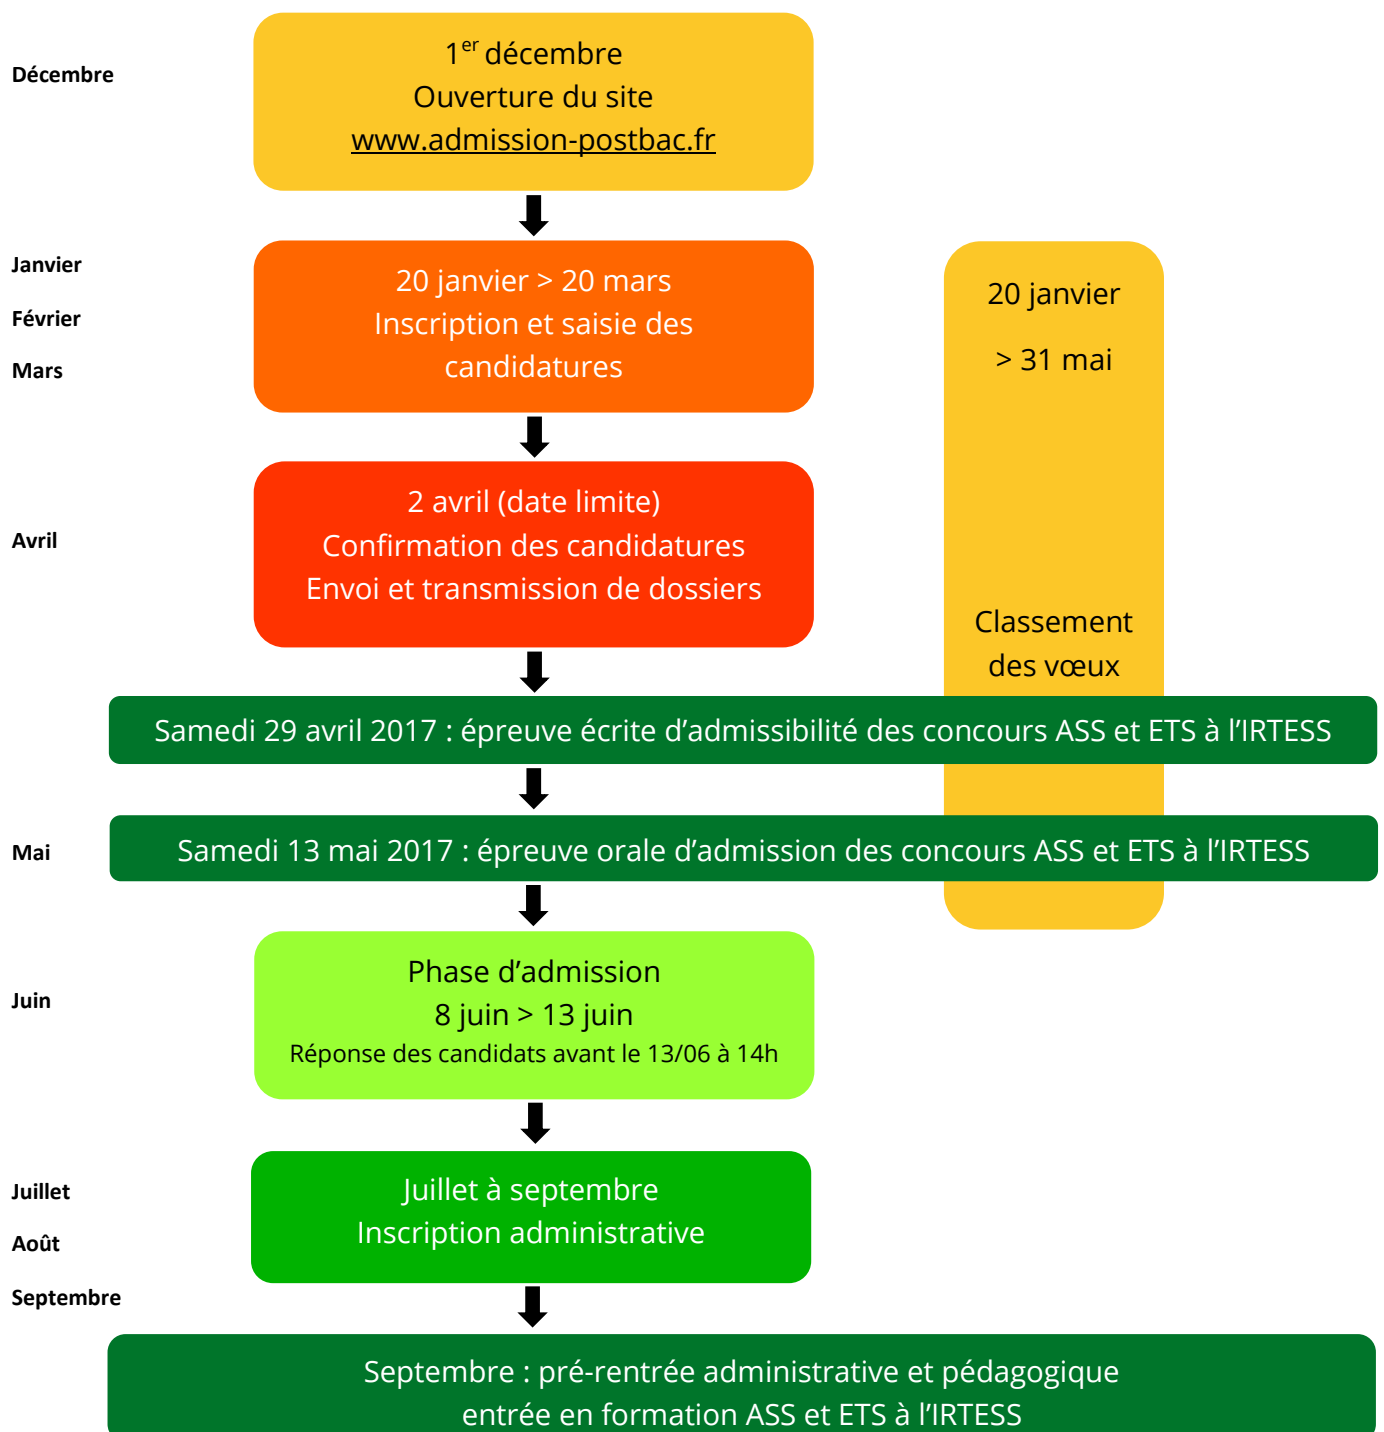 Décembre
1er décembre
Ouverture du site
www.admission-postbac.fr
Janvier
Février
Mars
20 janvier > 20 mars
Inscription et saisie des
candidatures
20 janvier
> 31 mai
Classement
des vœux
Avril
2 avril (date limite)
Confirmation des candidatures
Envoi et transmission de dossiers
Samedi 29 avril 2017 : épreuve écrite d’admissibilité des concours ASS et ETS à l’IRTESS
Mai
Samedi 13 mai 2017 : épreuve orale d’admission des concours ASS et ETS à l’IRTESS
Juin
Phase d’admission
8 juin > 13 juin
Réponse des candidats avant le 13/06 à 14h
Juillet
Août
Septembre
Juillet à septembre
Inscription administrative
Septembre : pré-rentrée administrative et pédagogique
entrée en formation ASS et ETS à l’IRTESS